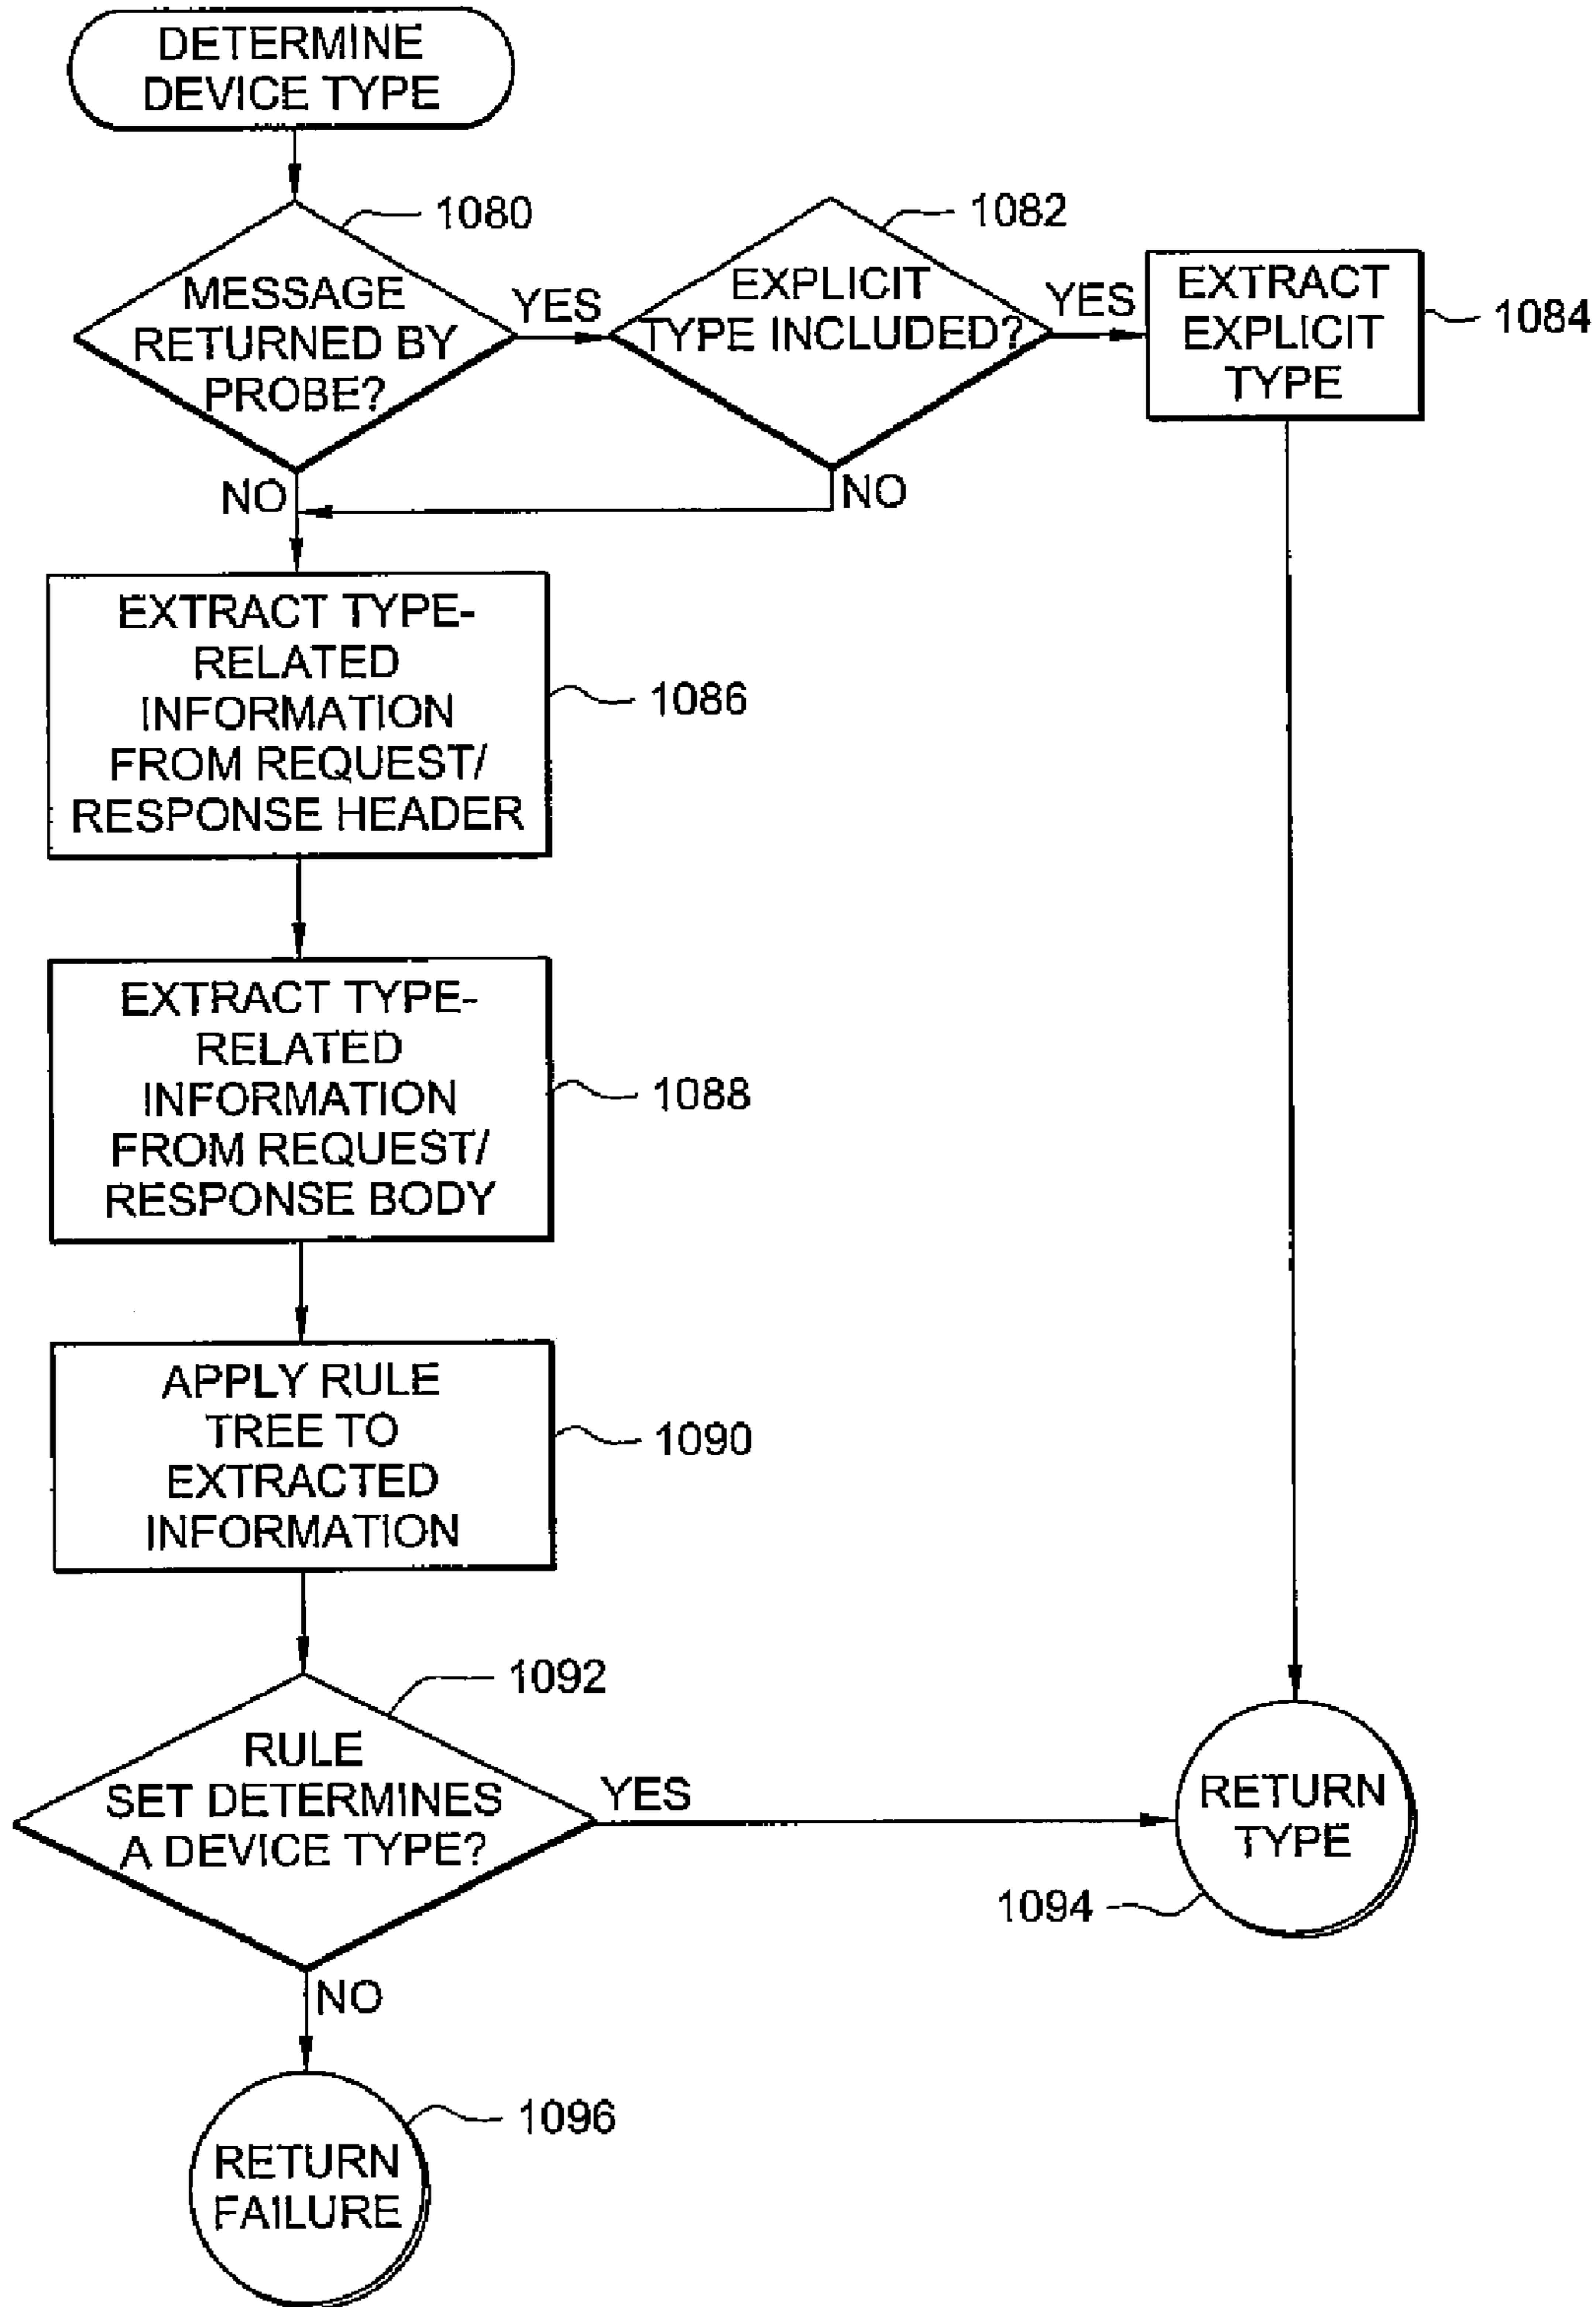 DETERMINE
DEVICE TYPE
1080
MESSAGE
RETURNED BY
PROBE?
YES
NO
1082
EXPLICIT
TYPE INCLUDED?
YES
NO
EXTRACT
EXPLICIT
TYPE
1084
EXTRACT TYPE-
RELATED
INFORMATION
FROM REQUEST/
RESPONSE HEADER
1086
EXTRACT TYPE-
RELATED
INFORMATION
FROM REQUEST/
RESPONSE BODY
1088
APPLY RULE
TREE TO
EXTRACTED
INFORMATION
1090
1092
RULE
SET DETERMINES
A DEVICE TYPE?
YES
NO
RETURN
TYPE
1094
1096
RETURN
FAILURE